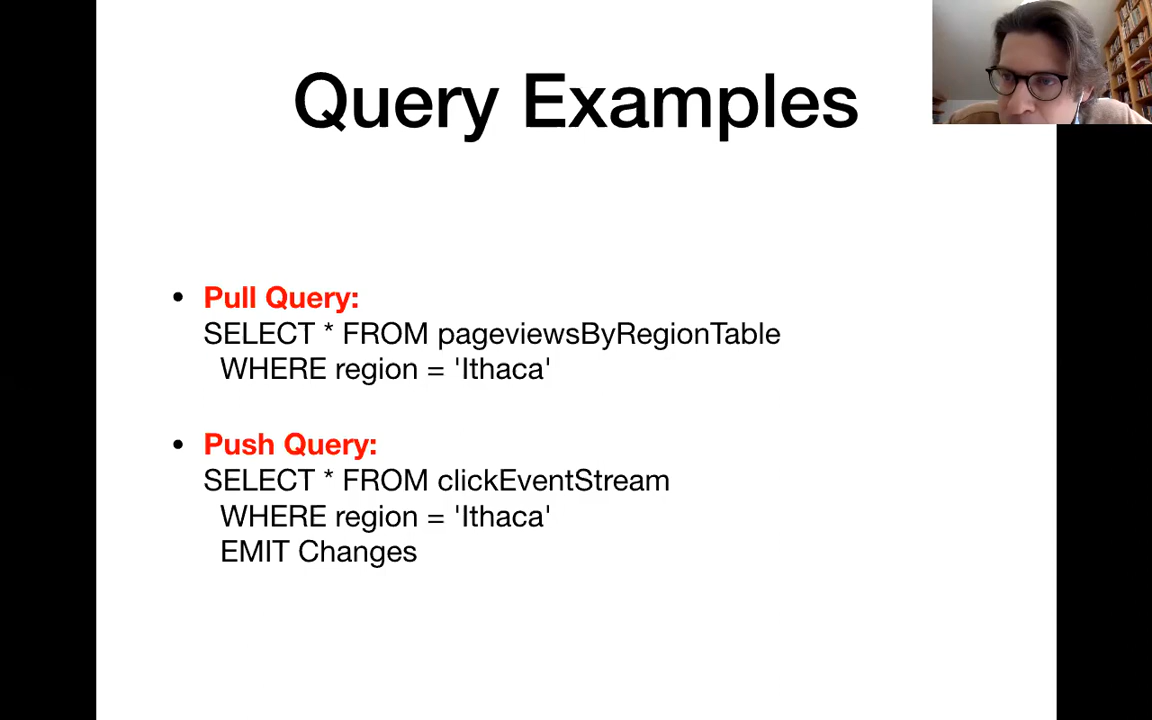 Query Examples
• Pull Query:
SELECT * FROM pageviewsByRegionTable
WHERE region = 'Ithaca'
• Push Query:
SELECT * FROM clickEventStream
WHERE region = 'Ithaca'
EMIT Changes